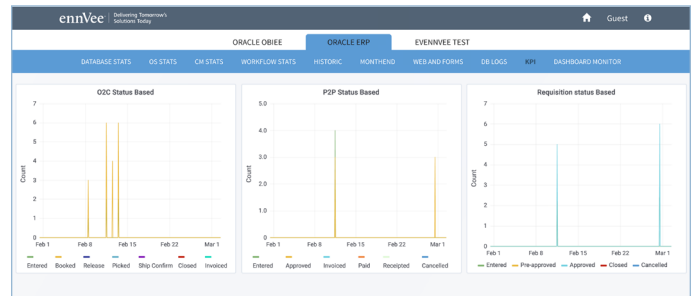 ennVee Delivering Tomorrow's
Solutions Today
Guest
ORACLE OBIEE ORACLE ERP EVENNVEE TEST
DATABASE STATS OS STATS CM STATS WORKFLOW STATS HISTORIC MONTHEND WEB AND FORMS DB LOGS KPI DASHBOARD MONITOR
O2C Status Based
7
6
5
4
3
2
1
0
Count
Feb 1 Feb 8 Feb 15 Feb 22 Mar 1
Entered Booked Release Picked Ship Confirm Closed Invoiced
P2P Status Based
5.0
4
3.0
2.0
1.0
0
Count
Feb 1 Feb 8 Feb 15 Feb 22 Mar 1
Entered Approved Invoiced Paid Receipted Cancelled
Requisition status Based
7
6
5
4
3
2
1
0
Count
Feb 1 Feb 8 Feb 15 Feb 22 Mar 1
Entered Pre-approved Approved Closed Cancelled